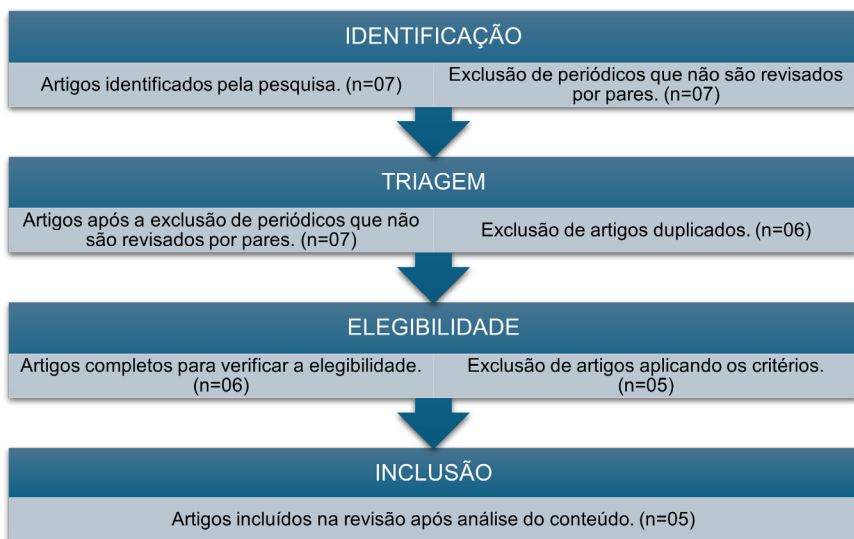 IDENTIFICAÇÃO
Artigos identificados pela pesquisa. (n=07)
Exclusão de periódicos que não são revisados
por pares. (n=07)
TRIAGEM
Artigos após a exclusão de periódicos que não
são revisados por pares. (n=07)
Exclusão de artigos duplicados. (n=06)
ELEGIBILIDADE
Artigos completos para verificar a elegibilidade.
(n=06)
Exclusão de artigos aplicando os critérios.
(n=05)
INCLUSÃO
Artigos incluídos na revisão após análise do conteúdo. (n=05)